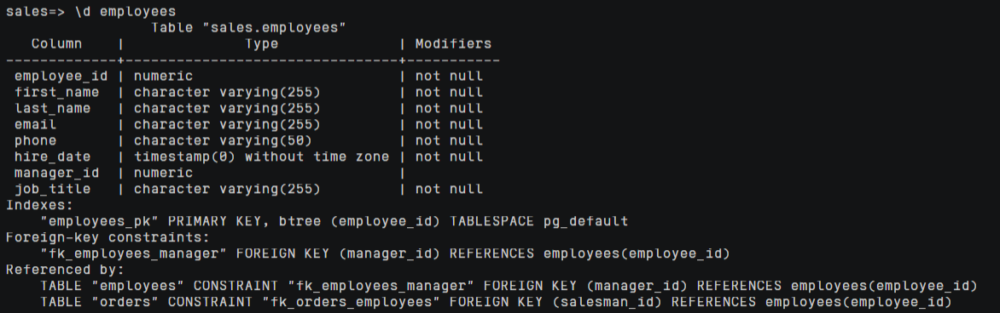 sales=> \d employees
                 Table "sales.employees"
   Column    |              Type              | Modifiers
-------------+--------------------------------+-----------
 employee_id | numeric                        | not null
 first_name  | character varying(255)         | not null
 last_name   | character varying(255)         | not null
 email       | character varying(255)         | not null
 phone       | character varying(50)          | not null
 hire_date   | timestamp(0) without time zone | not null
 manager_id  | numeric                        |
 job_title   | character varying(255)         | not null
Indexes:
    "employees_pk" PRIMARY KEY, btree (employee_id) TABLESPACE pg_default
Foreign-key constraints:
    "fk_employees_manager" FOREIGN KEY (manager_id) REFERENCES employees(employee_id)
Referenced by:
    TABLE "employees" CONSTRAINT "fk_employees_manager" FOREIGN KEY (manager_id) REFERENCES employees(employee_id)
    TABLE "orders" CONSTRAINT "fk_orders_employees" FOREIGN KEY (salesman_id) REFERENCES employees(employee_id)